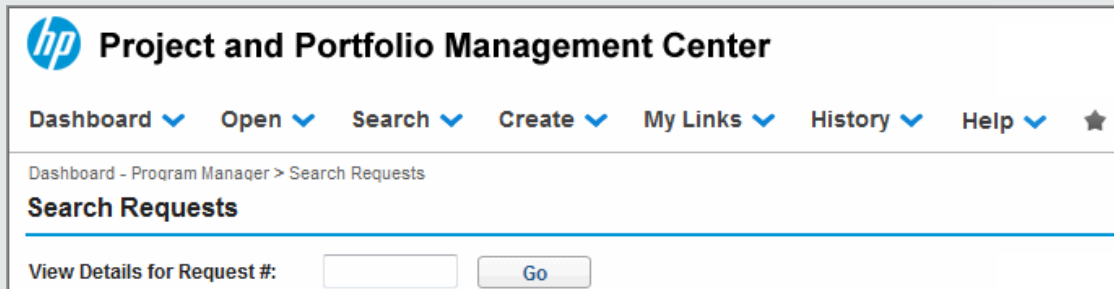 hp Project and Portfolio Management Center
Dashboard Open Search Create My Links History Help
Dashboard - Program Manager > Search Requests
Search Requests
View Details for Request #: Go